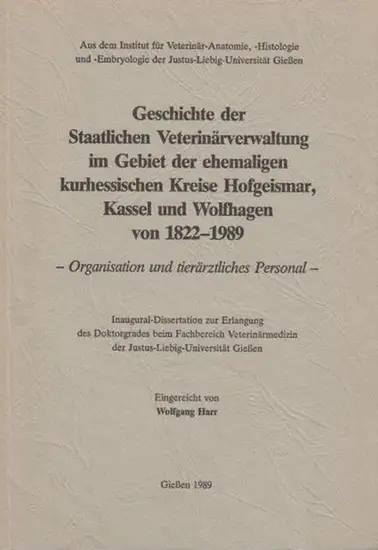 Aus dem Institut für Veterinär-Anatomie, -Histologie
und -Embryologie der Justus-Liebig-Universität Gießen
Geschichte der
Staatlichen Veterinärverwaltung
im Gebiet der ehemaligen
kurhessischen Kreise Hofgeismar,
Kassel und Wolfhagen
von 1822–1989
– Organisation und tierärztliches Personal –
Inaugural-Dissertation zur Erlangung
des Doktorgrades beim Fachbereich Veterinärmedizin
der Justus-Liebig-Universität Gießen
Eingereicht von
Wolfgang Harr
Gießen 1989